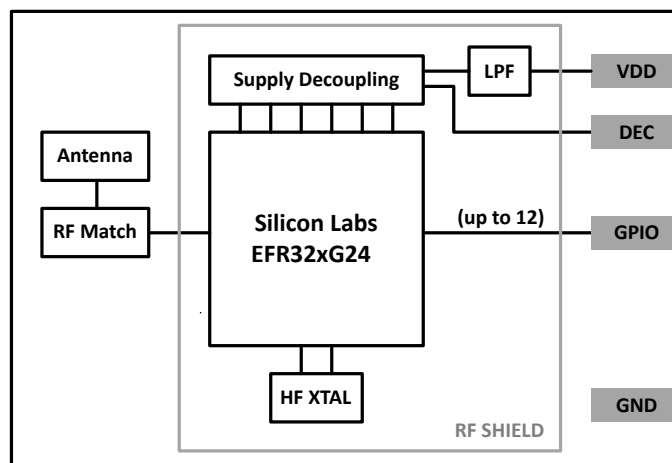 LPF
VDD
Supply Decoupling
DEC
Antenna
Silicon Labs
EFR32xG24
(up to 12)
RF Match
GPIO
HF XTAL
GND
RF SHIELD